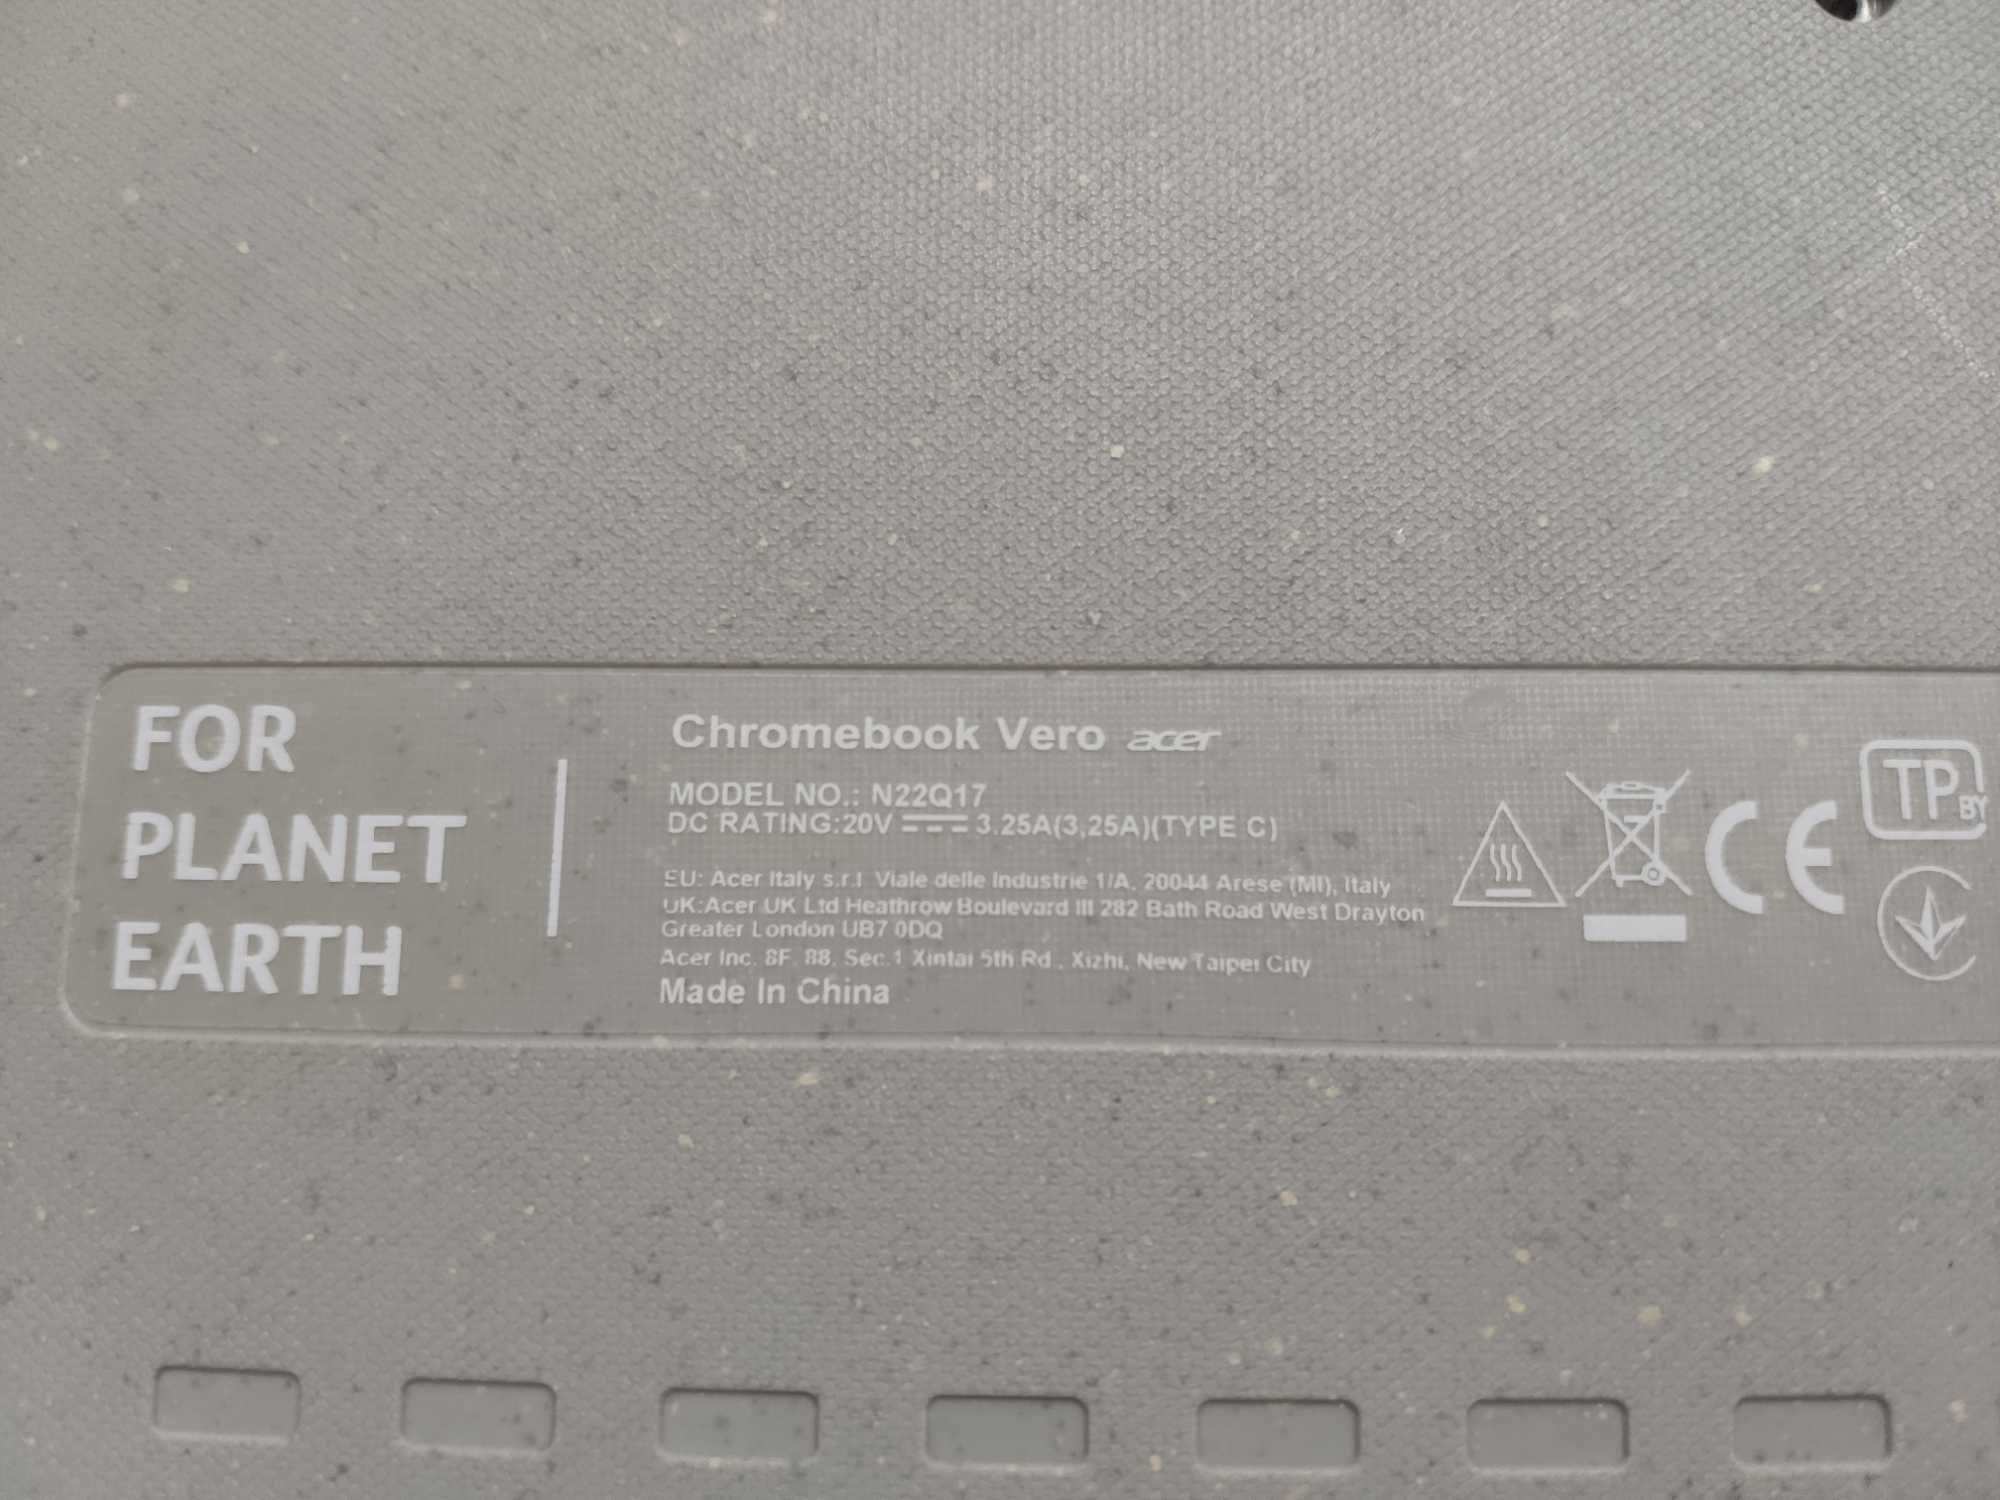 FOR
PLANET
EARTH
Chromebook Vero acer
MODEL NO.: N22Q17
DC RATING:20V ⎓ 3.25A(3,25A)(TYPE C)
EU: Acer Italy s.r.l. Viale delle Industrie 1/A, 20044 Arese (MI), Italy
UK:Acer UK Ltd Heathrow Boulevard III 282 Bath Road West Drayton
Greater London UB7 0DQ
Acer Inc. 8F, 88, Sec.1 Xintai 5th Rd., Xizhi, New Taipei City
Made In China
CE
TP BY